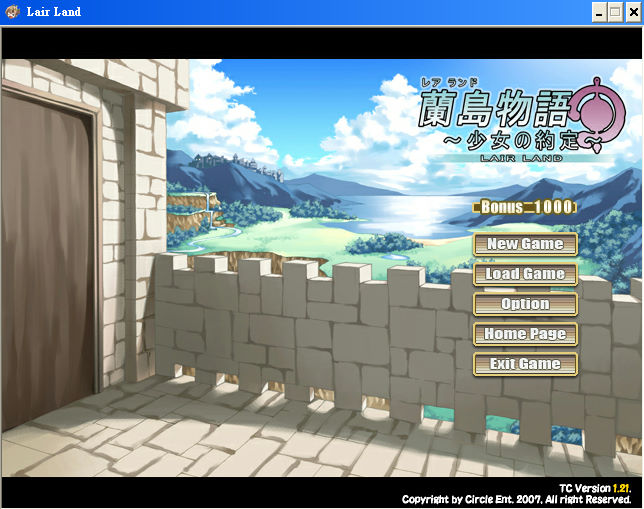 Lair Land
レア ランド
蘭島物語
～少女の約定
LAIR LAND
Bonus 1000
New Game
Load Game
Option
Home Page
Exit Game
TC Version 1.21.
Copyright by Circle Ent. 2007, All right Reserved.